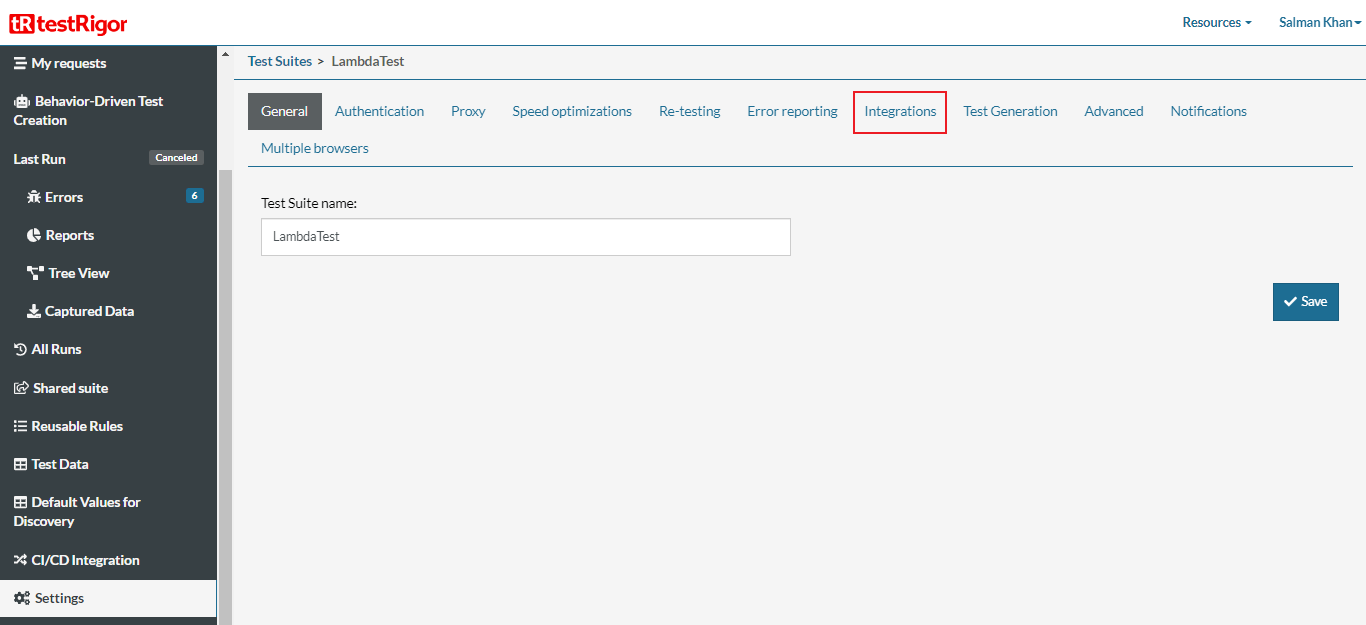 tR testRigor
Resources
Salman Khan
My requests
Behavior-Driven Test
Creation
Last Run
Canceled
Errors
6
Reports
Tree View
Captured Data
All Runs
Shared suite
Reusable Rules
Test Data
Default Values for
Discovery
CI/CD Integration
Settings
Test Suites > LambdaTest
General
Authentication
Proxy
Speed optimizations
Re-testing
Error reporting
Integrations
Test Generation
Advanced
Notifications
Multiple browsers
Test Suite name:
LambdaTest
Save